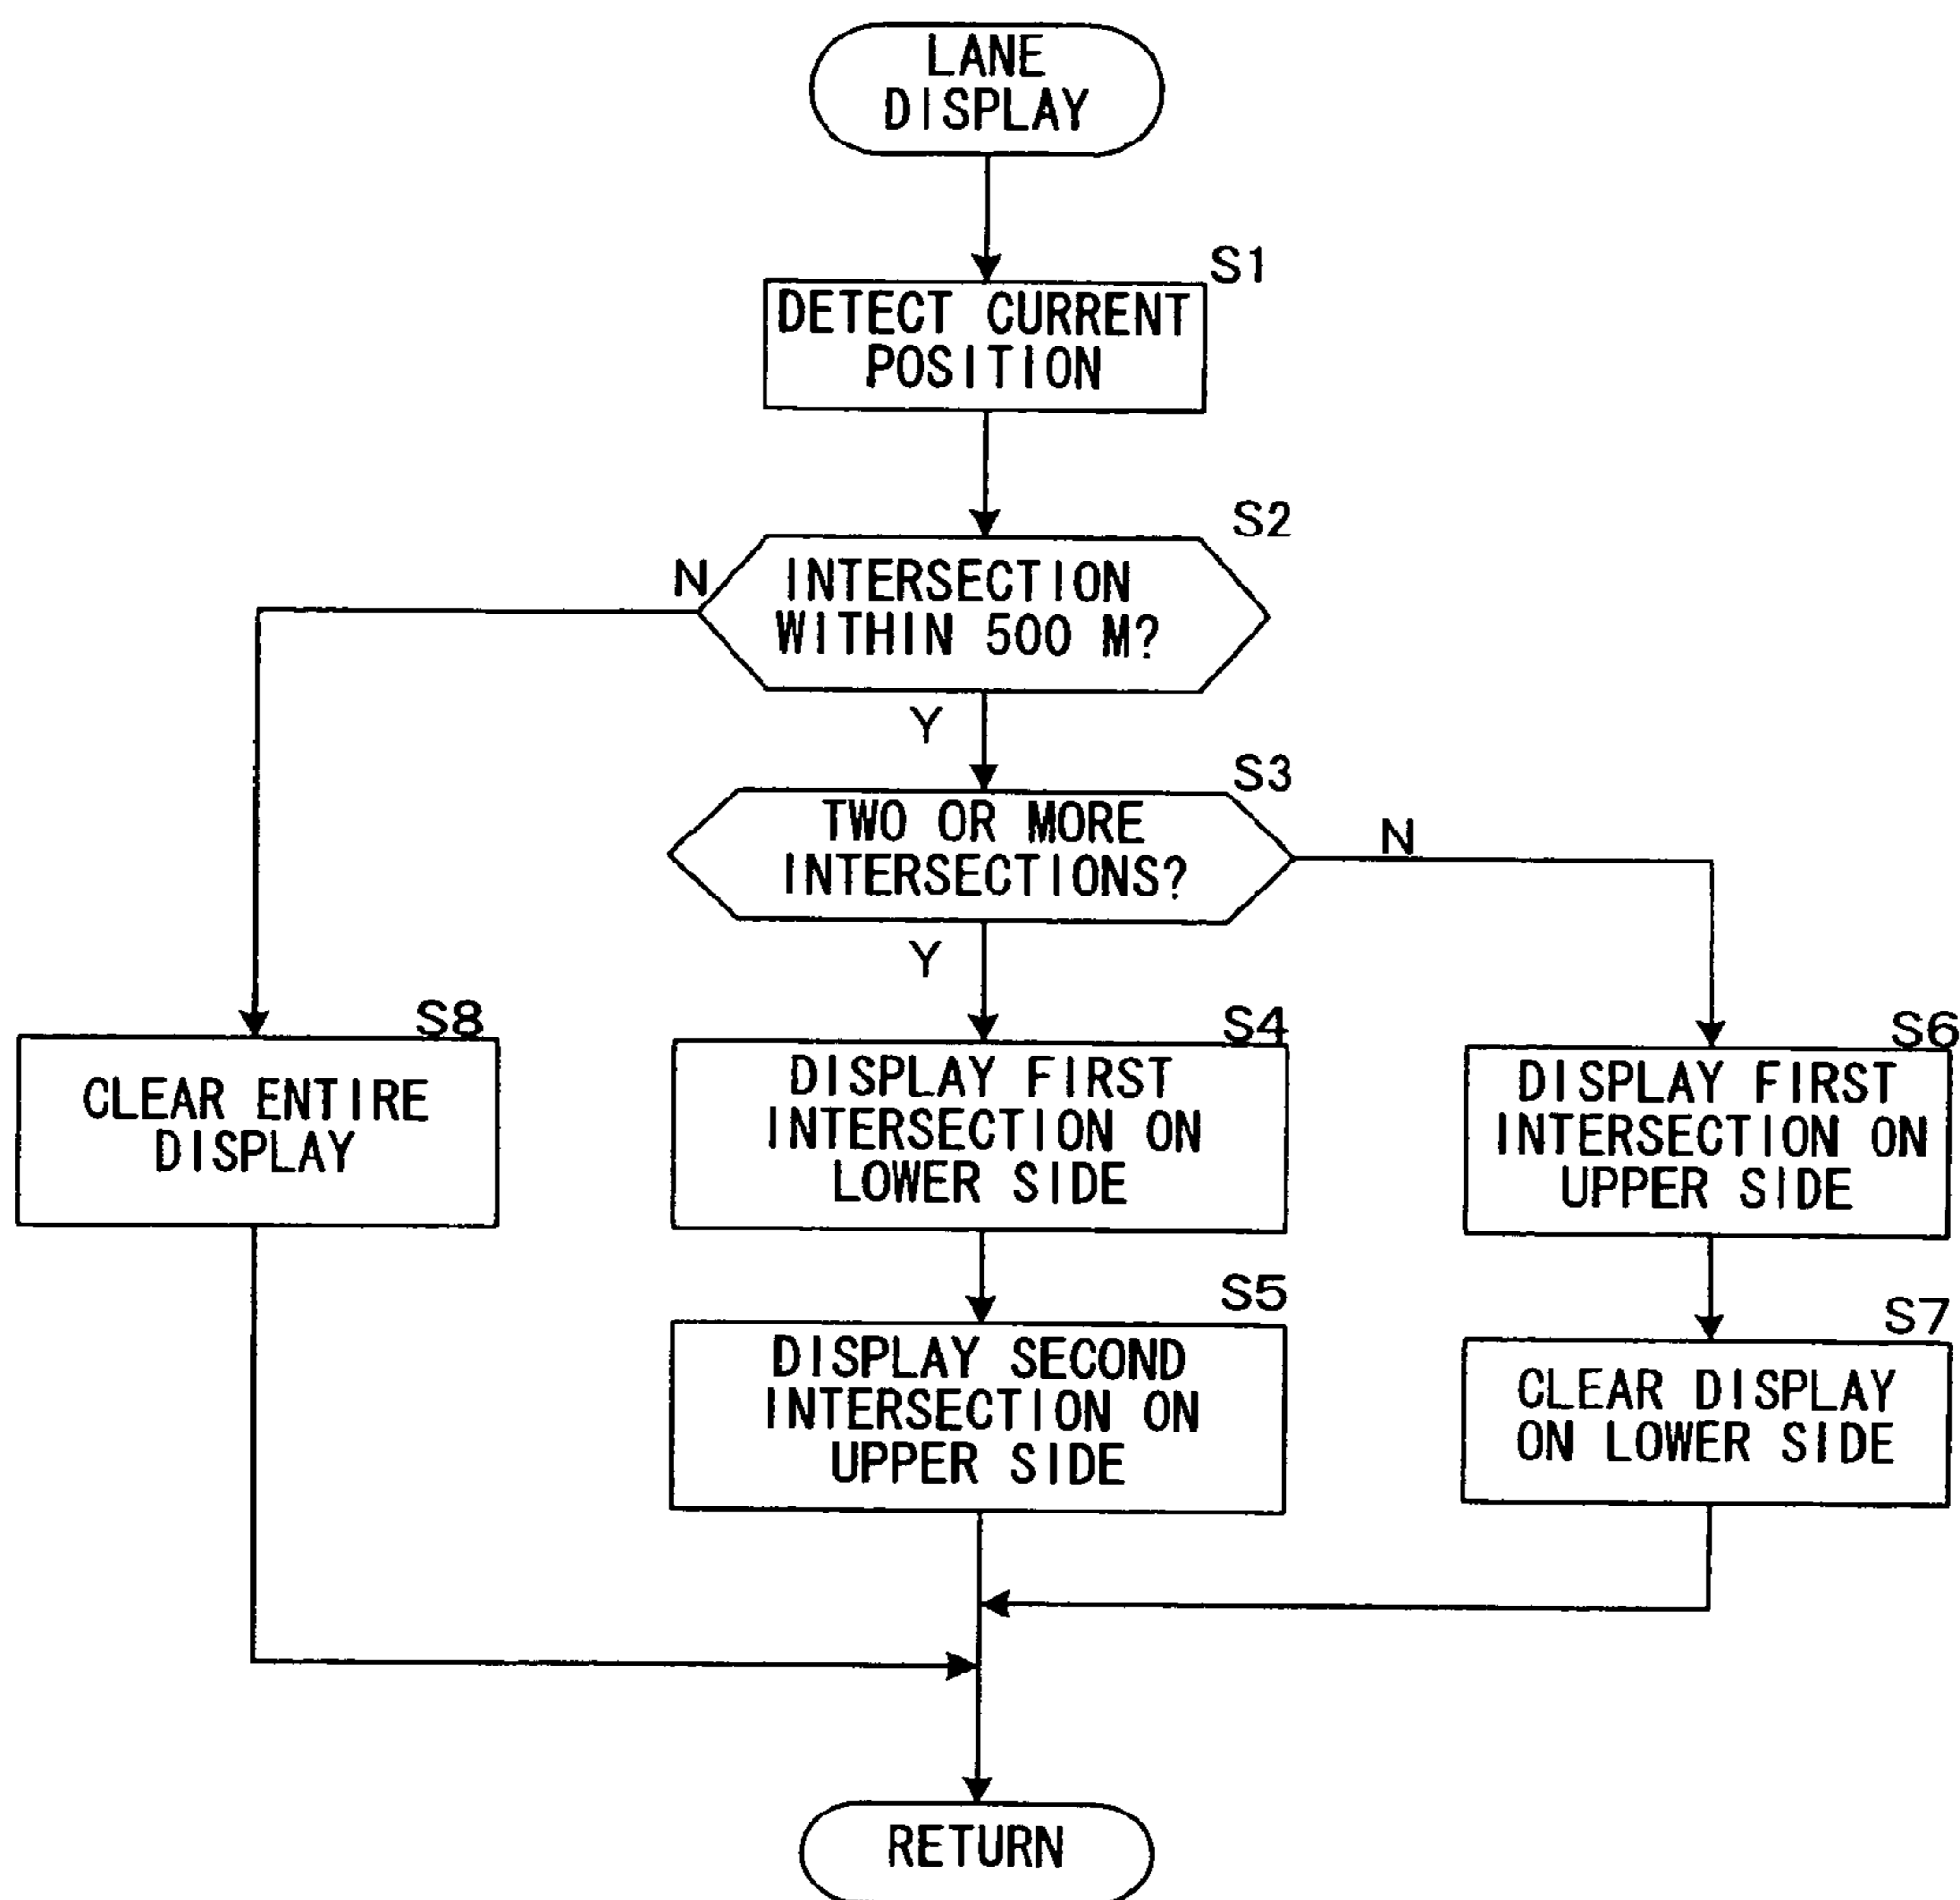 LANE
DISPLAY
S1
DETECT CURRENT
POSITION
S2
N
INTERSECTION
WITHIN 500 M?
Y
S3
TWO OR MORE
INTERSECTIONS?
N
Y
S8
CLEAR ENTIRE
DISPLAY
S4
DISPLAY FIRST
INTERSECTION ON
LOWER SIDE
S6
DISPLAY FIRST
INTERSECTION ON
UPPER SIDE
S5
DISPLAY SECOND
INTERSECTION ON
UPPER SIDE
S7
CLEAR DISPLAY
ON LOWER SIDE
RETURN